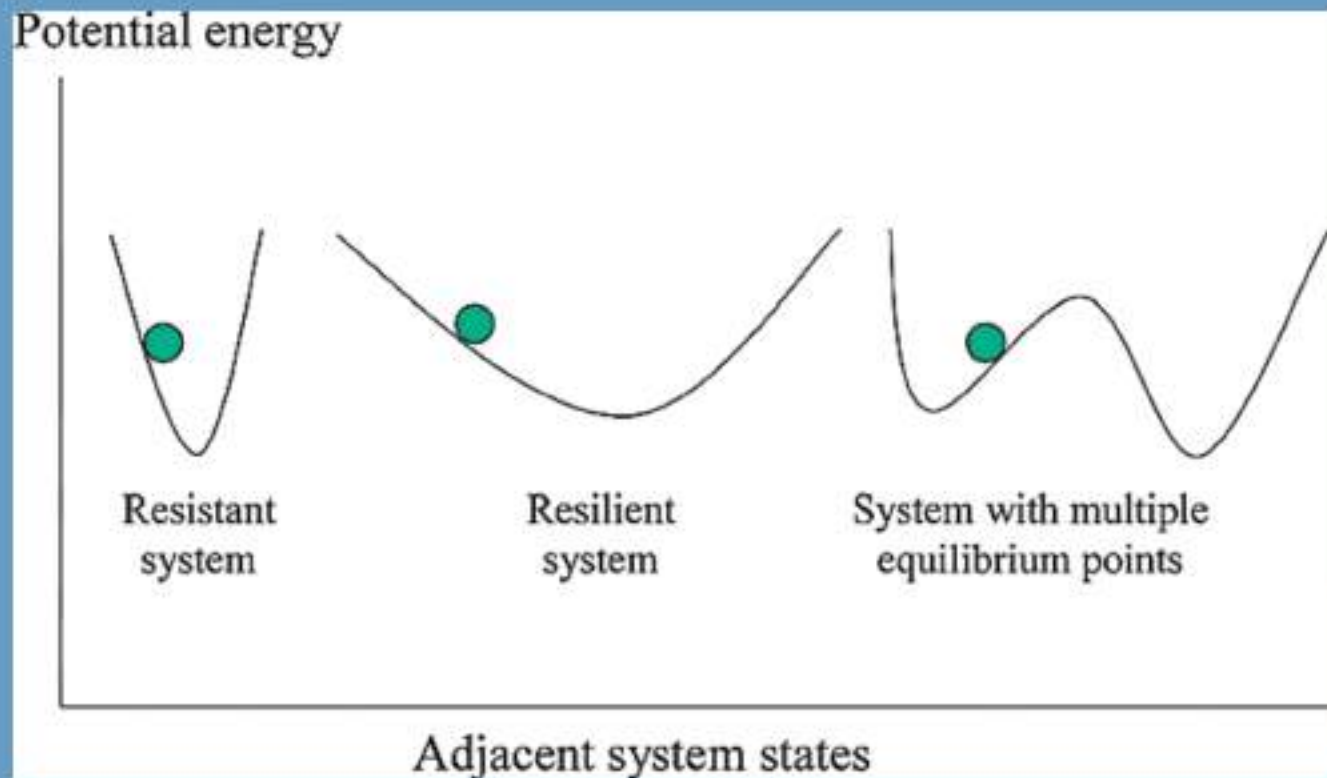 Potential energy
Resistant
system
Resilient
system
System with multiple
equilibrium points
Adjacent system states